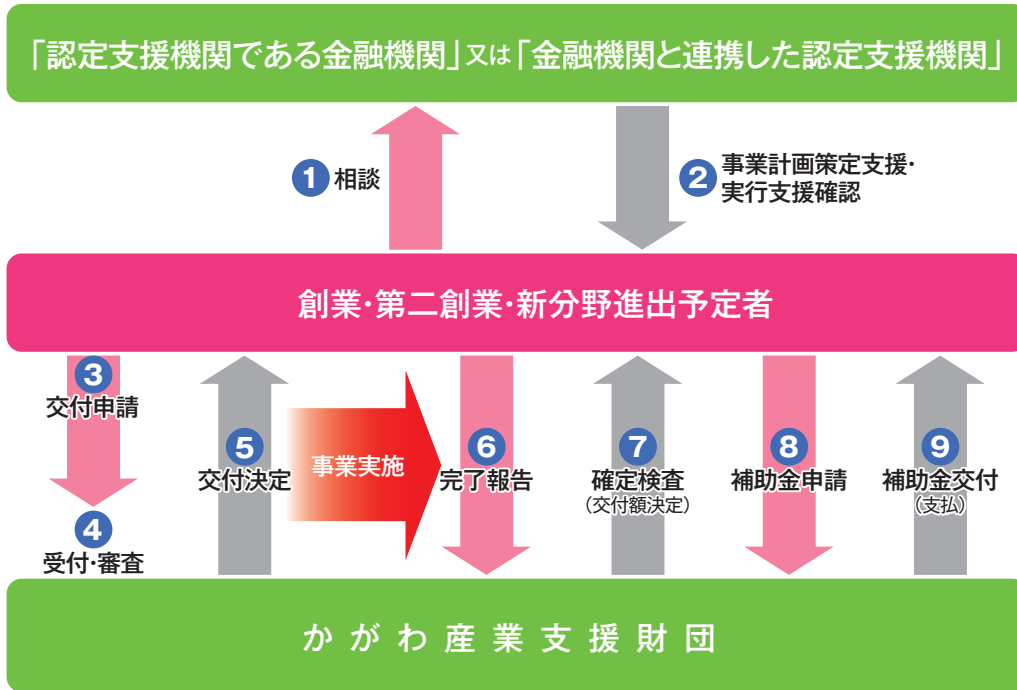 「認定支援機関である金融機関」又は「金融機関と連携した認定支援機関」
1 相談
2 事業計画策定支援・
実行支援確認
創業・第二創業・新分野進出予定者
3
交付申請
4
受付・審査
5
交付決定
事業実施
6
完了報告
7
確定検査
(交付額決定)
8
補助金申請
9
補助金交付
(支払)
かがわ産業支援財団